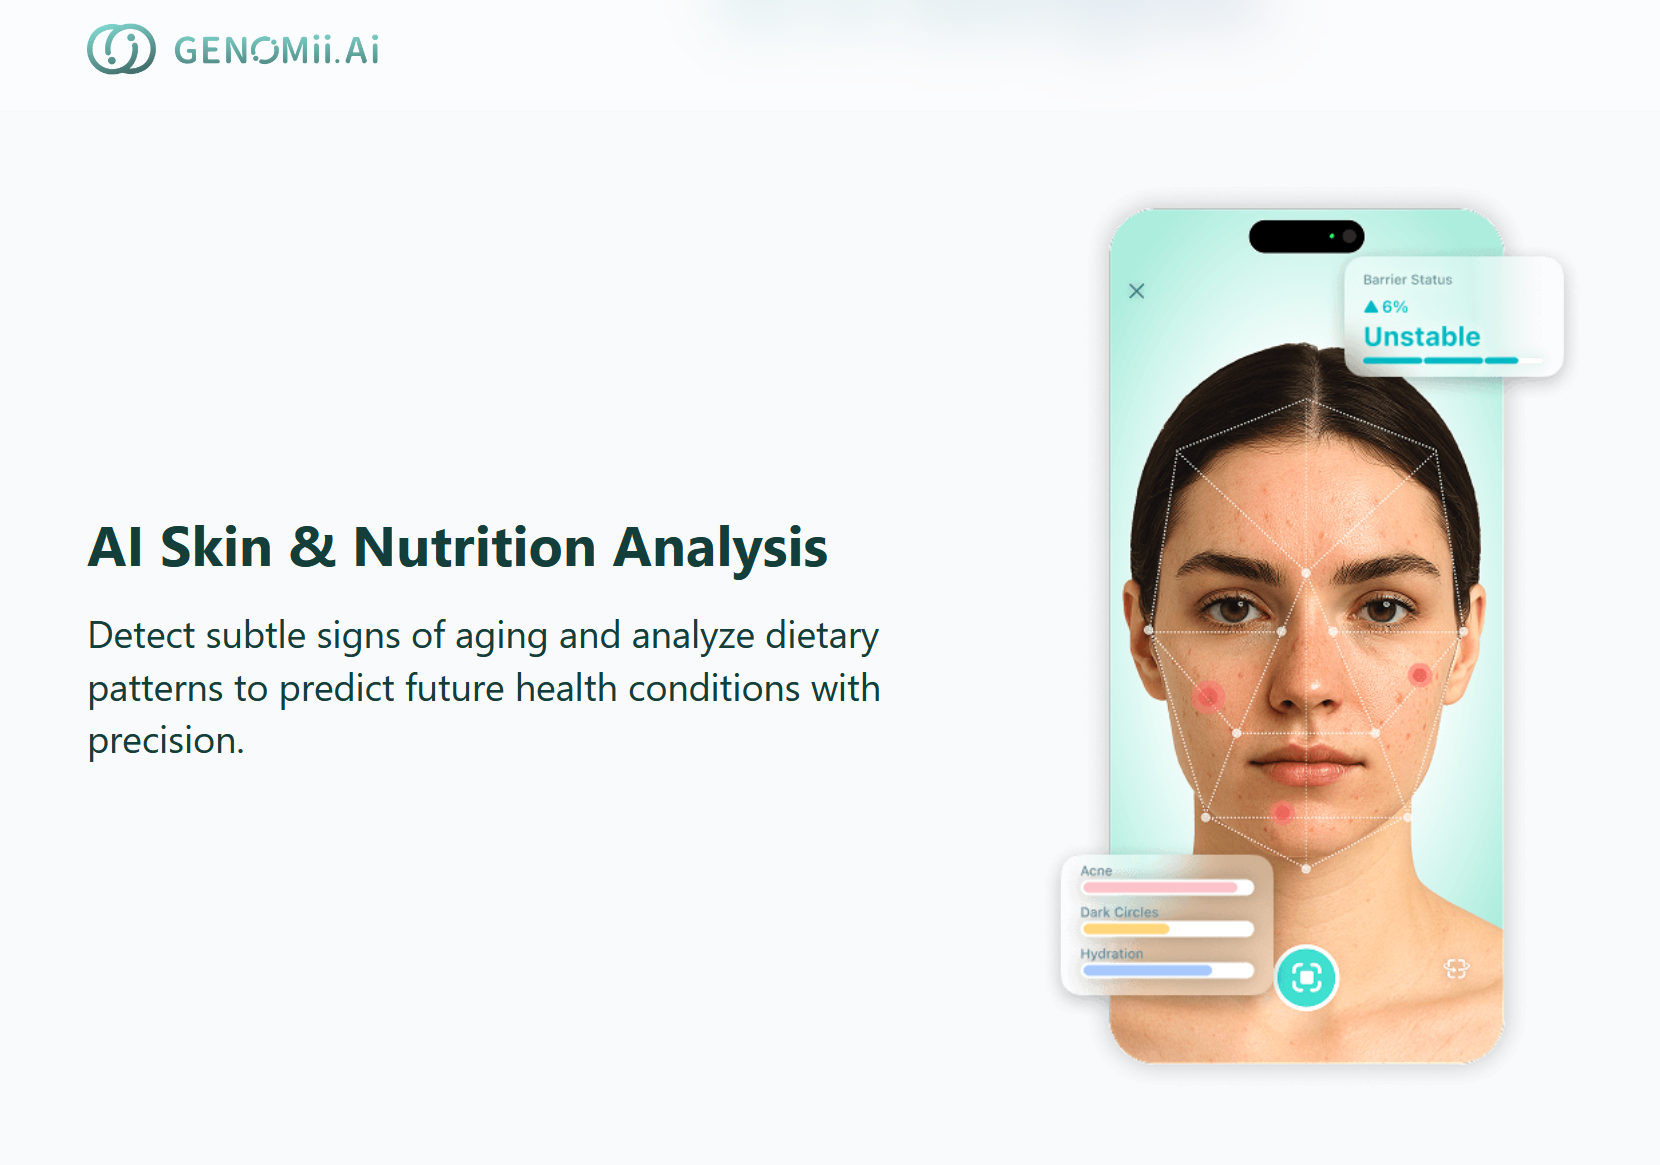 GENOMii.Ai
AI Skin & Nutrition Analysis
Detect subtle signs of aging and analyze dietary
patterns to predict future health conditions with
precision.
Barrier Status
▲ 6%
Unstable
Acne
Dark Circles
Hydration